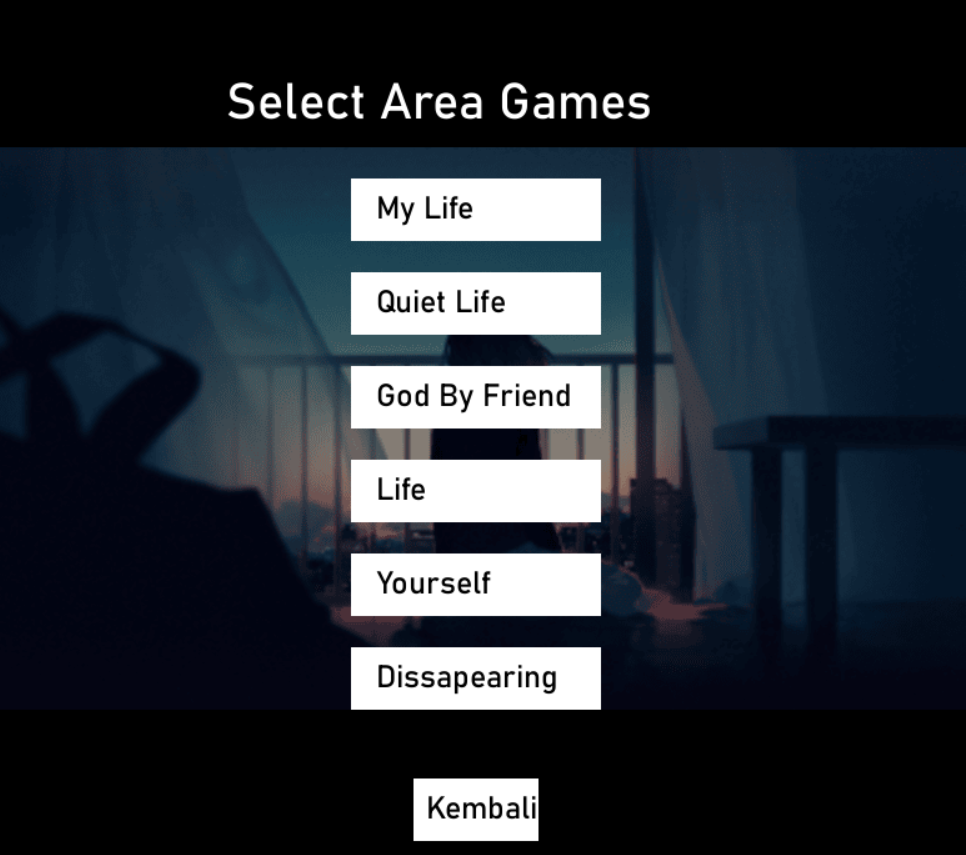 Select Area Games
My Life
Quiet Life
God By Friend
Life
Yourself
Dissapearing
Kembali